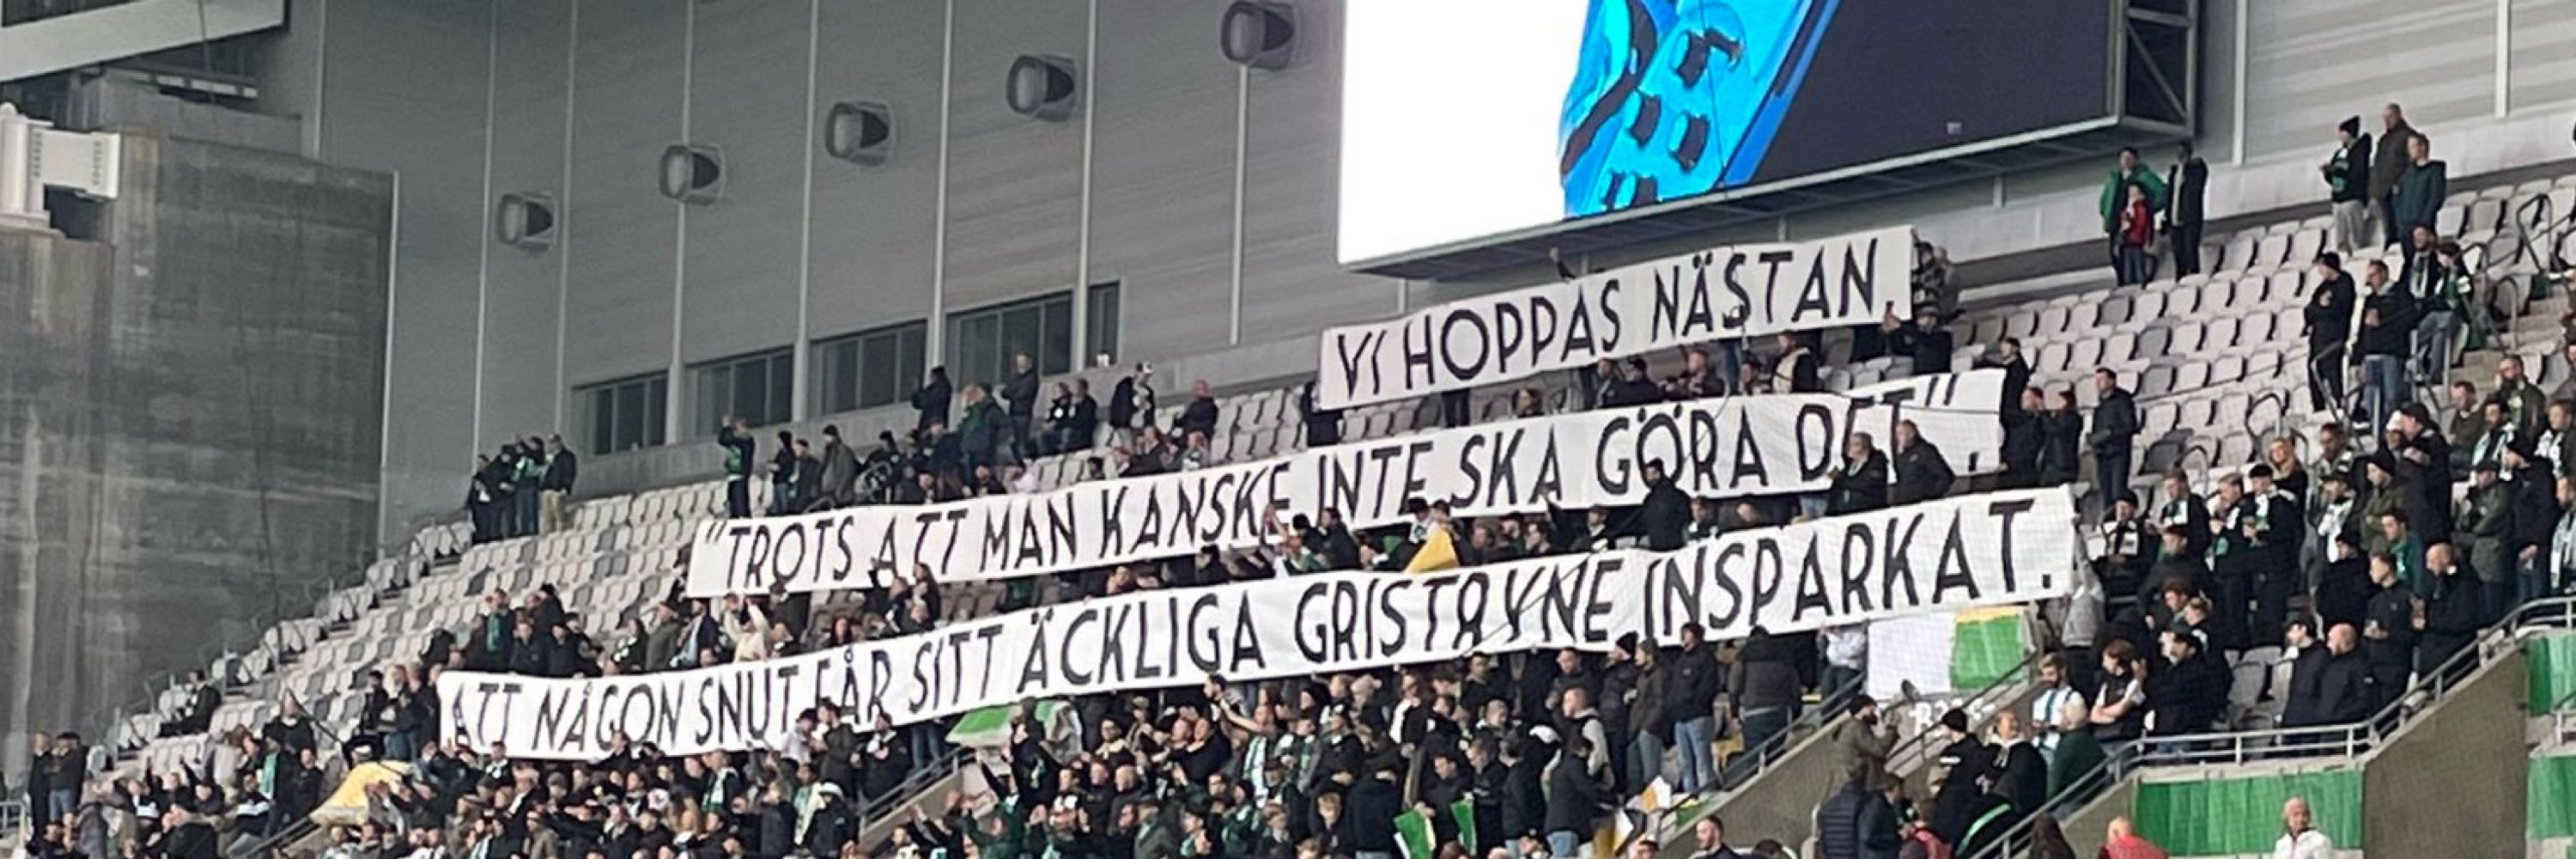 VI HOPPAS NÄSTAN,
"TROTS ATT MAN KANSKE INTE SKA GÖRA DET",
ATT NÅGON SNUT FÅR SITT ÄCKLIGA GRISTRYNE INSPARKAT.